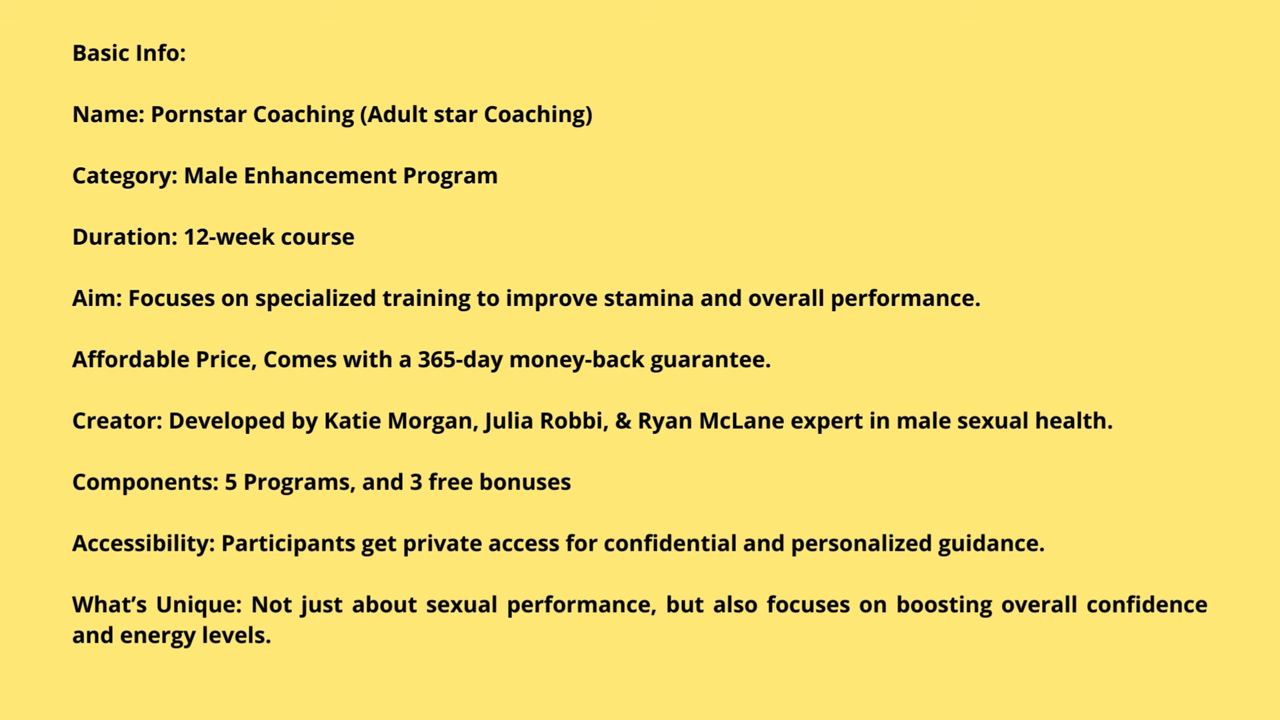 Basic Info:
Name: Pornstar Coaching (Adult star Coaching)
Category: Male Enhancement Program
Duration: 12-week course
Aim: Focuses on specialized training to improve stamina and overall performance.
Affordable Price, Comes with a 365-day money-back guarantee.
Creator: Developed by Katie Morgan, Julia Robbi, & Ryan McLane expert in male sexual health.
Components: 5 Programs, and 3 free bonuses
Accessibility: Participants get private access for confidential and personalized guidance.
What’s Unique: Not just about sexual performance, but also focuses on boosting overall confidence
and energy levels.